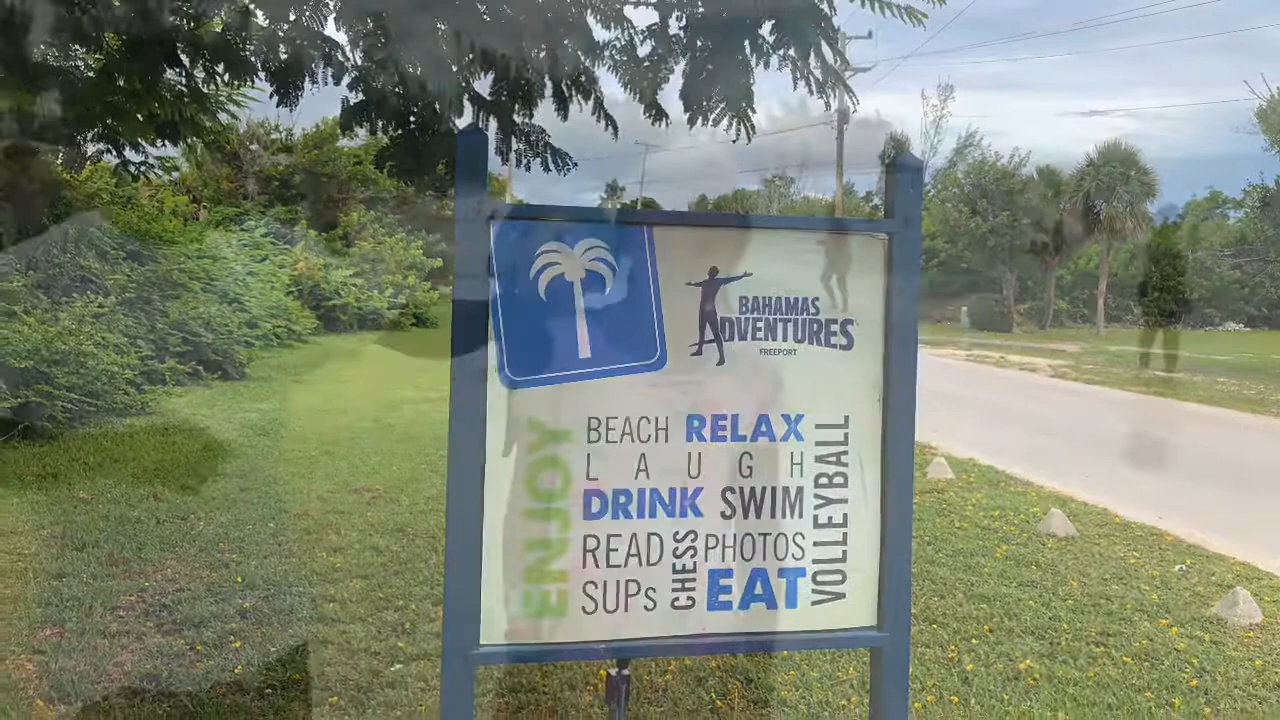 BAHAMAS
ADVENTURES
FREEPORT
ENJOY
BEACH RELAX
LAUGH
DRINK SWIM
READ CHESS PHOTOS
SUPs EAT
VOLLEYBALL